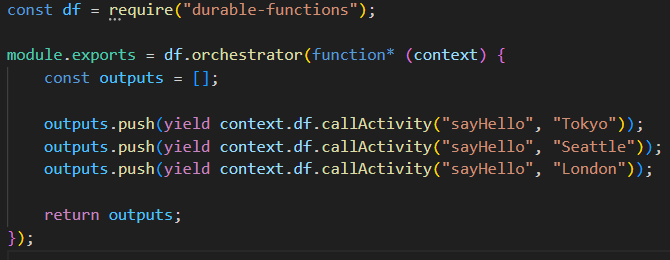 const df = require("durable-functions");
module.exports = df.orchestrator(function* (context) {
    const outputs = [];
    outputs.push(yield context.df.callActivity("sayHello", "Tokyo"));
    outputs.push(yield context.df.callActivity("sayHello", "Seattle"));
    outputs.push(yield context.df.callActivity("sayHello", "London"));
    return outputs;
});